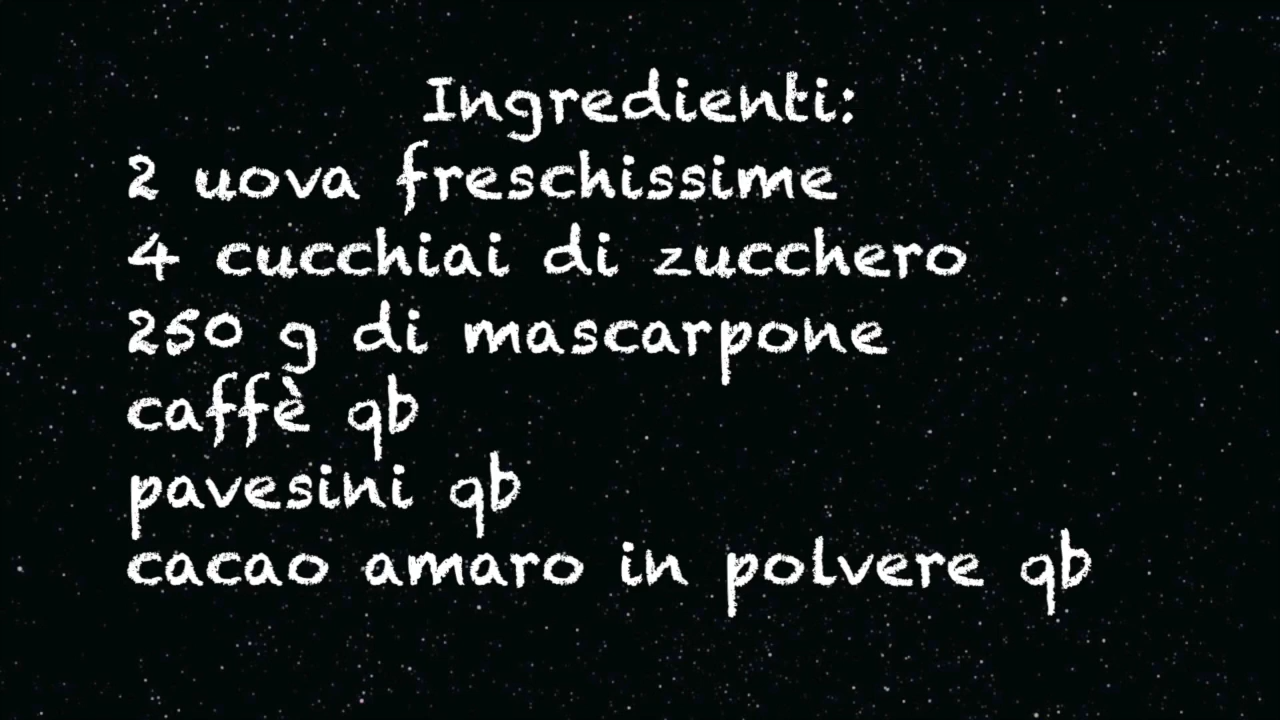 Ingredienti:
2 uova freschissime
4 cucchiai di zucchero
250 g di mascarpone
caffè qb
pavesini qb
cacao amaro in polvere qb